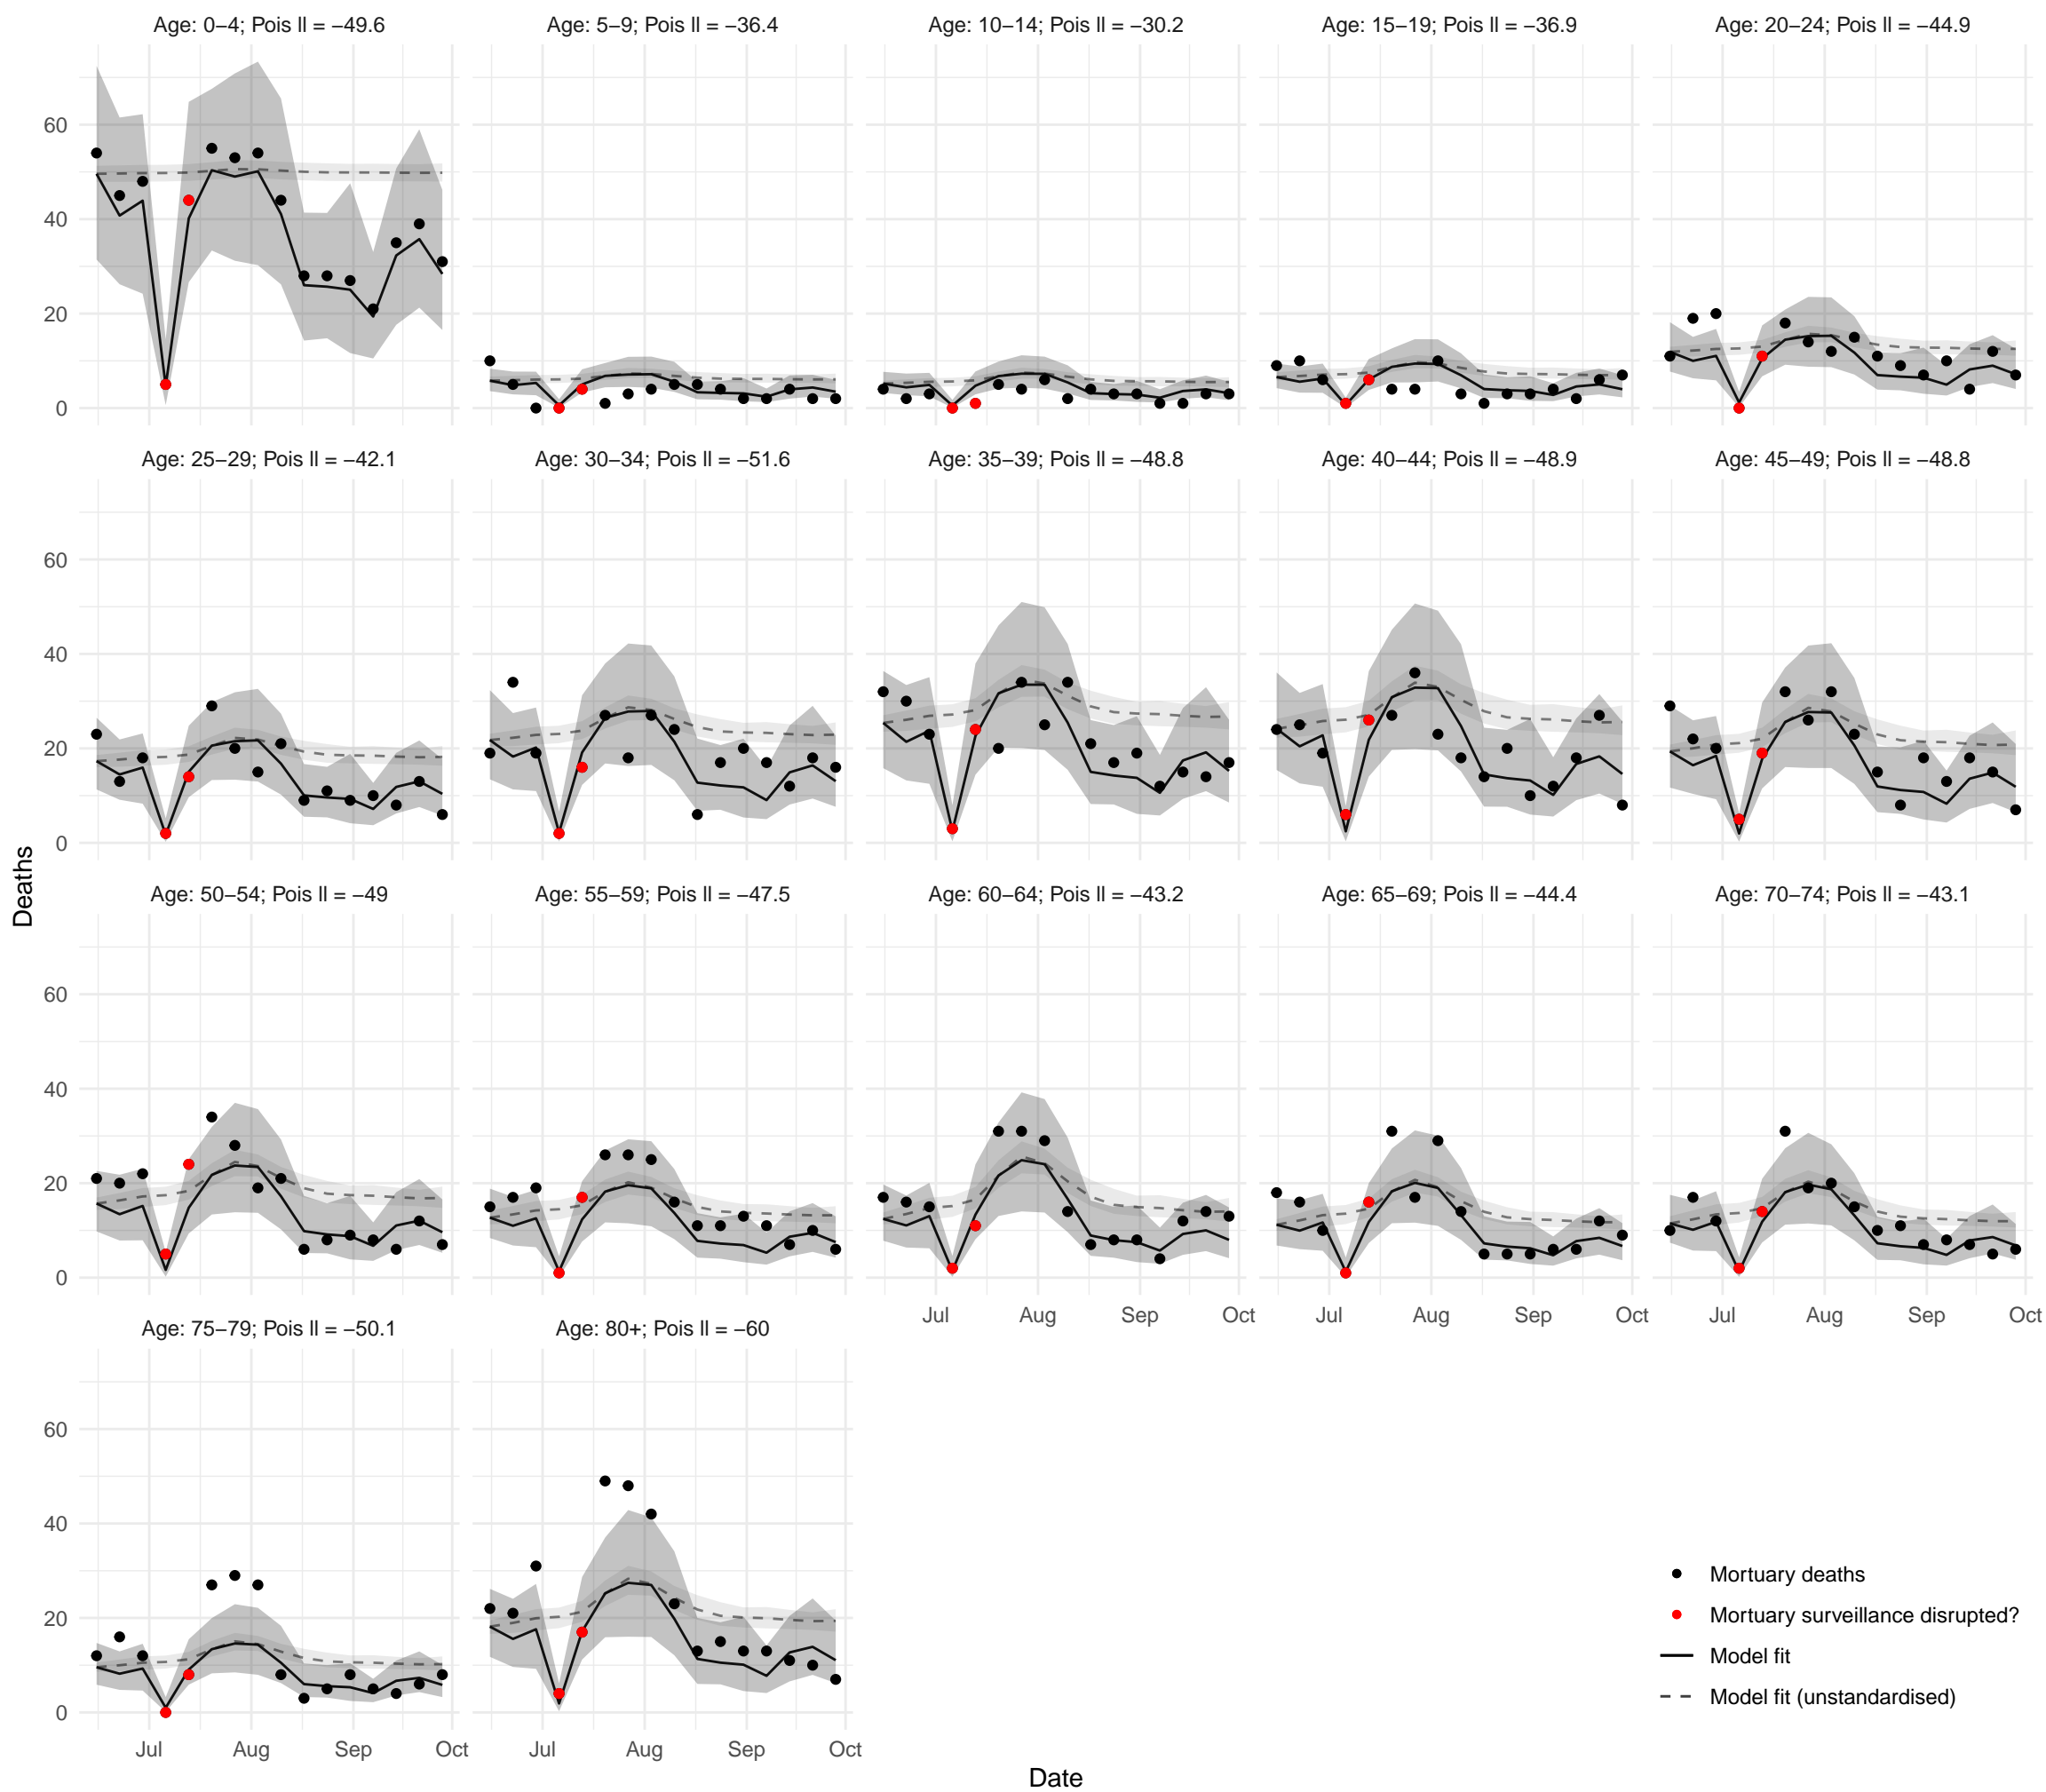 Age: 0−4; Pois ll = −49.6
Age: 5−9; Pois ll = −36.4
Age: 10−14; Pois ll = −30.2
Age: 15−19; Pois ll = −36.9
Age: 20−24; Pois ll = −44.9
60
40
20
0
Age: 25−29; Pois ll = −42.1
Age: 30−34; Pois ll = −51.6
Age: 35−39; Pois ll = −48.8
Age: 40−44; Pois ll = −48.9
Age: 45−49; Pois ll = −48.8
60
40
20
0
Deaths
Age: 50−54; Pois ll = −49
Age: 55−59; Pois ll = −47.5
Age: 60−64; Pois ll = −43.2
Age: 65−69; Pois ll = −44.4
Age: 70−74; Pois ll = −43.1
60
40
20
0
Jul Aug Sep Oct
Jul Aug Sep Oct
Jul Aug Sep Oct
Age: 75−79; Pois ll = −50.1
Age: 80+; Pois ll = −60
60
40
20
0
Jul Aug Sep Oct
Jul Aug Sep Oct
Mortuary deaths
Mortuary surveillance disrupted?
Model fit
Model fit (unstandardised)
Date